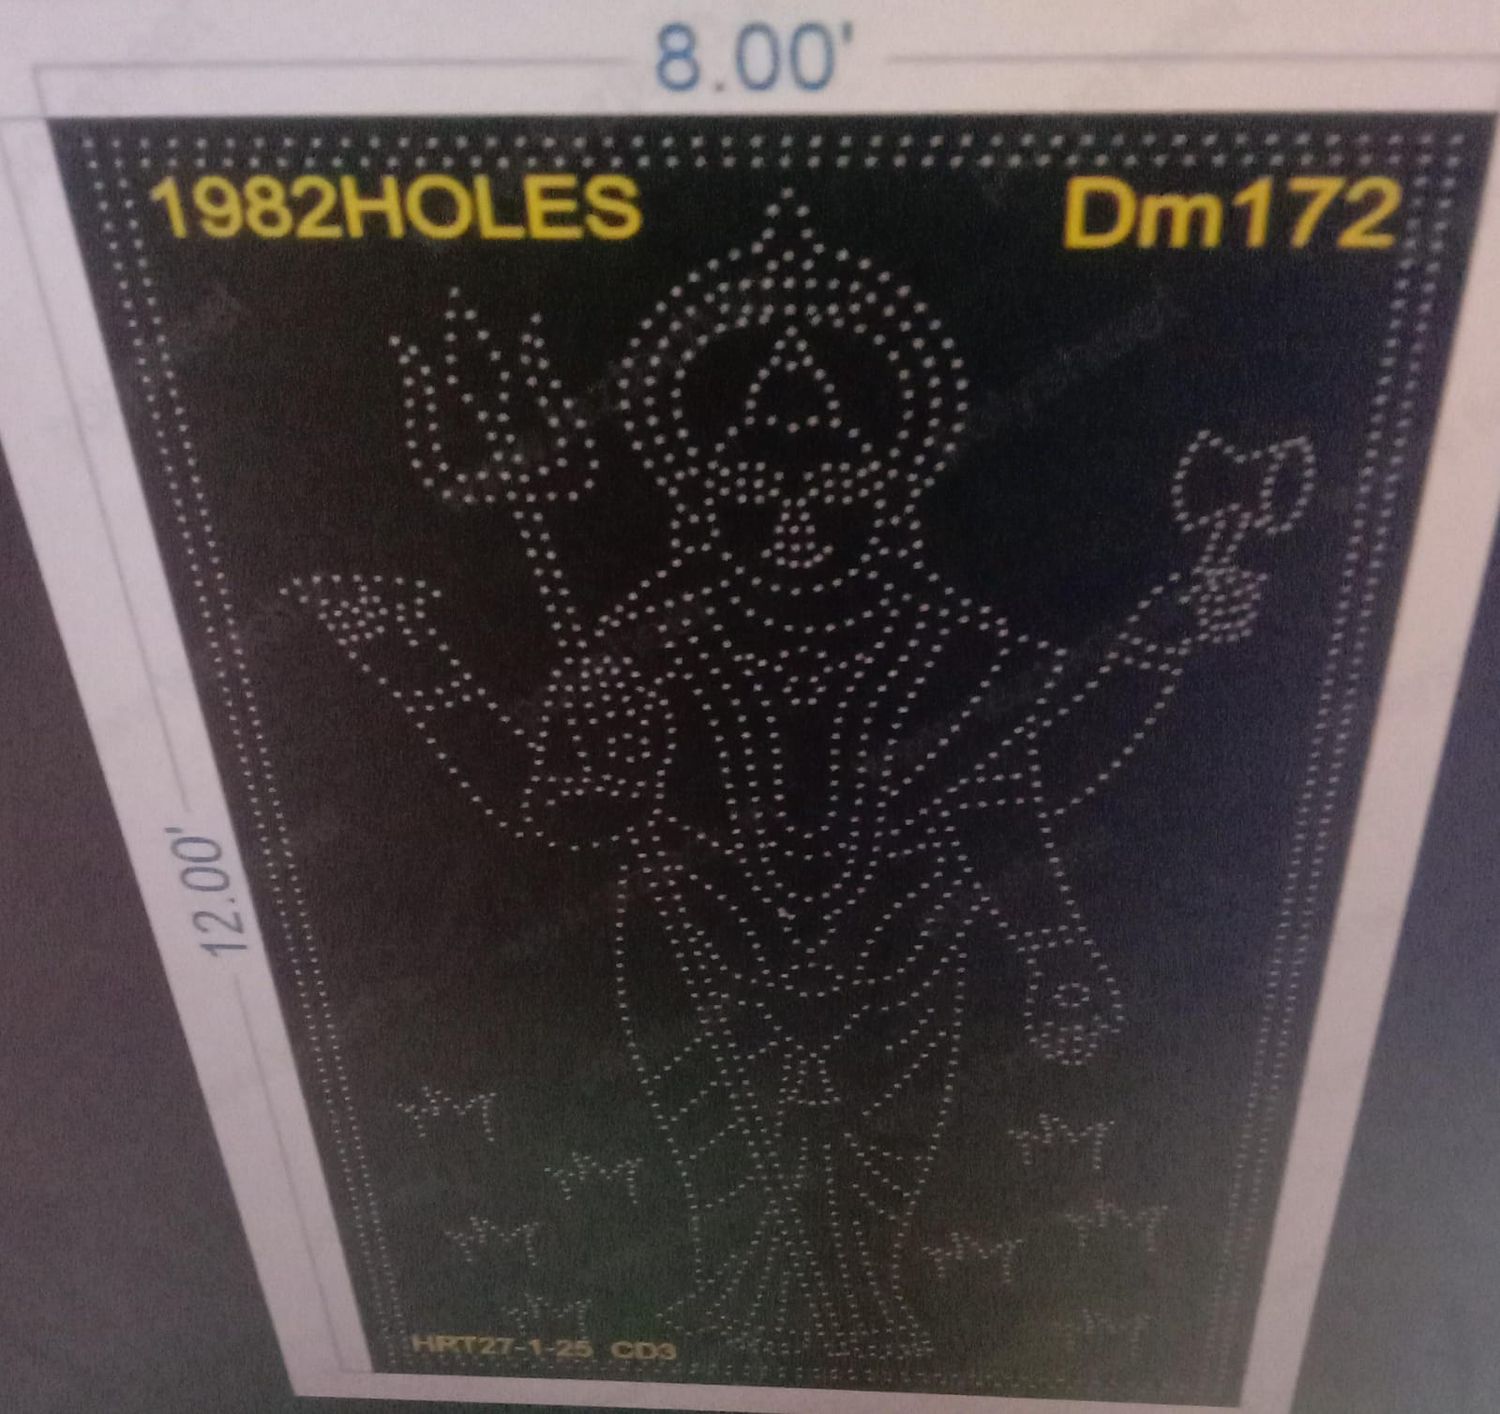 8.00'
1982HOLES
Dm172
12.00'
HRT27-1-25 CD3